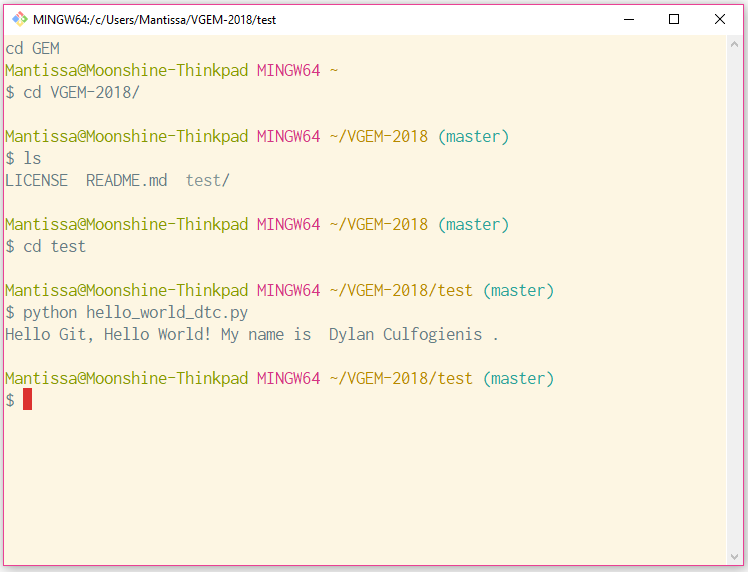 MINGW64:/c/Users/Mantissa/VGEM-2018/test
cd GEM
Mantissa@Moonshine-Thinkpad MINGW64 ~
$ cd VGEM-2018/
Mantissa@Moonshine-Thinkpad MINGW64 ~/VGEM-2018 (master)
$ ls
LICENSE  README.md  test/
Mantissa@Moonshine-Thinkpad MINGW64 ~/VGEM-2018 (master)
$ cd test
Mantissa@Moonshine-Thinkpad MINGW64 ~/VGEM-2018/test (master)
$ python hello_world_dtc.py
Hello Git, Hello World! My name is  Dylan Culfogienis .
Mantissa@Moonshine-Thinkpad MINGW64 ~/VGEM-2018/test (master)
$